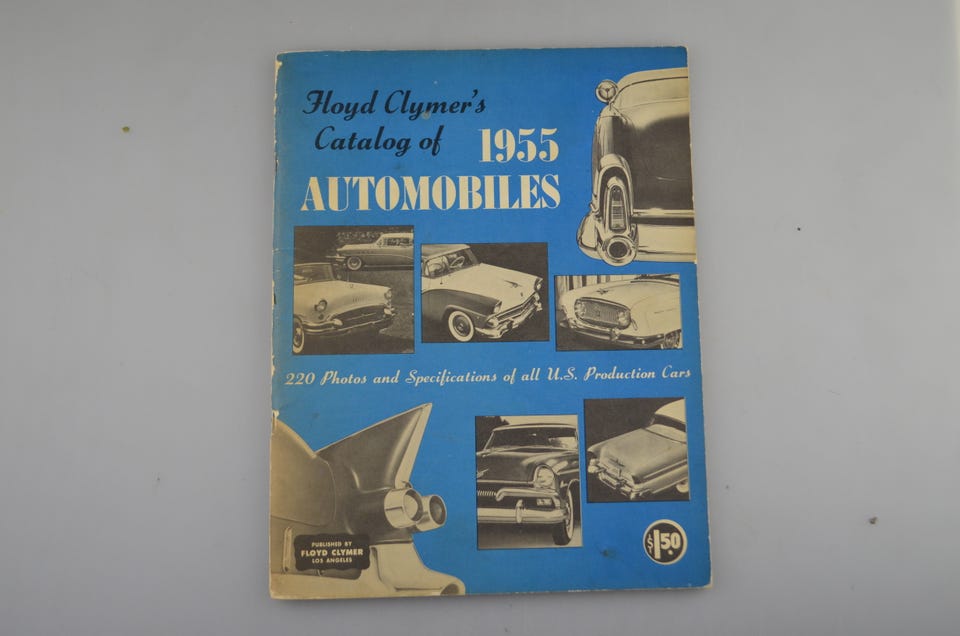 Floyd Clymer's
Catalog of 1955
AUTOMOBILES
220 Photos and Specifications of all U.S. Production Cars
PUBLISHED BY
FLOYD CLYMER
LOS ANGELES
$1.50